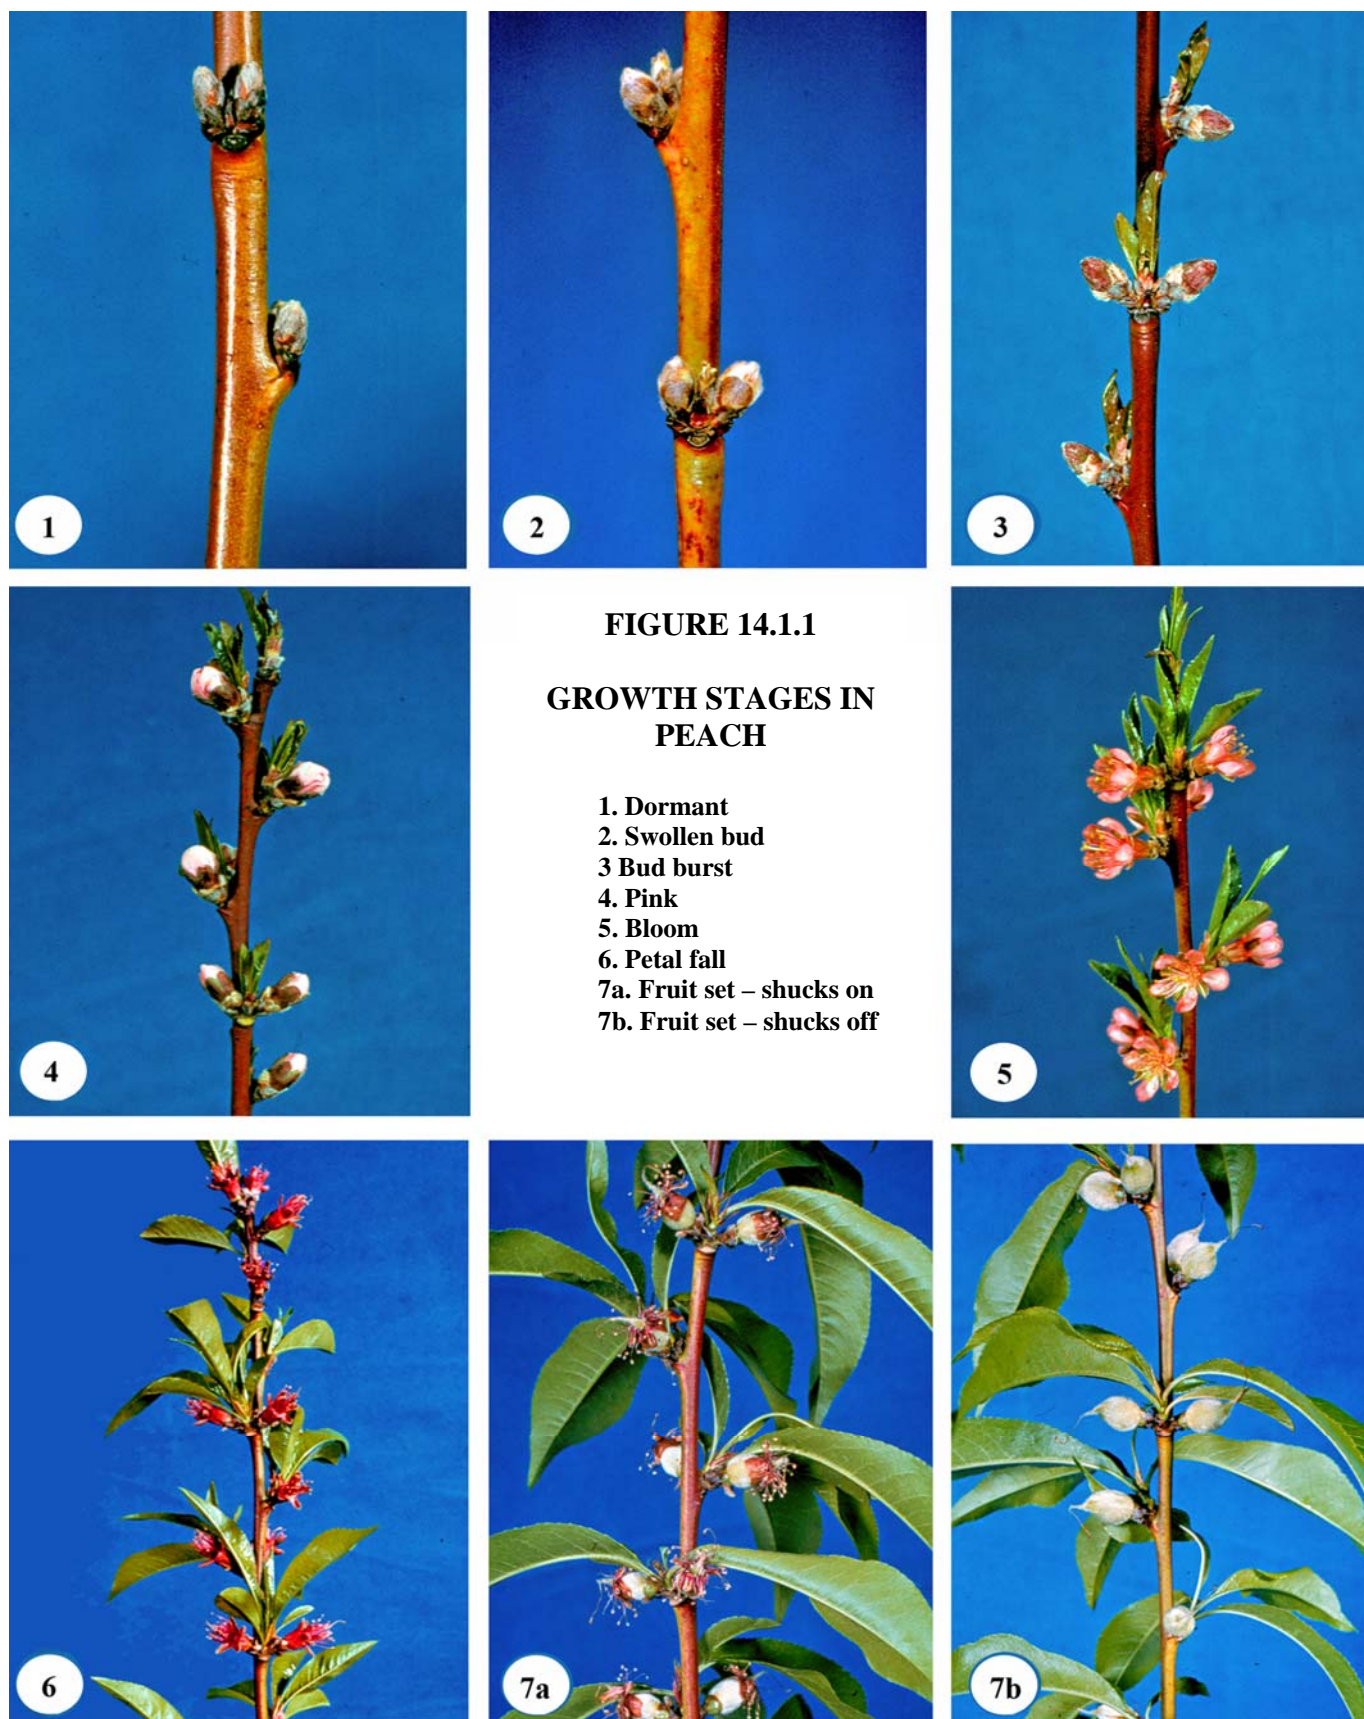 1
2
3
4
FIGURE 14.1.1
GROWTH STAGES IN
PEACH
1. Dormant
2. Swollen bud
3 Bud burst
4. Pink
5. Bloom
6. Petal fall
7a. Fruit set – shucks on
7b. Fruit set – shucks off
5
6
7a
7b